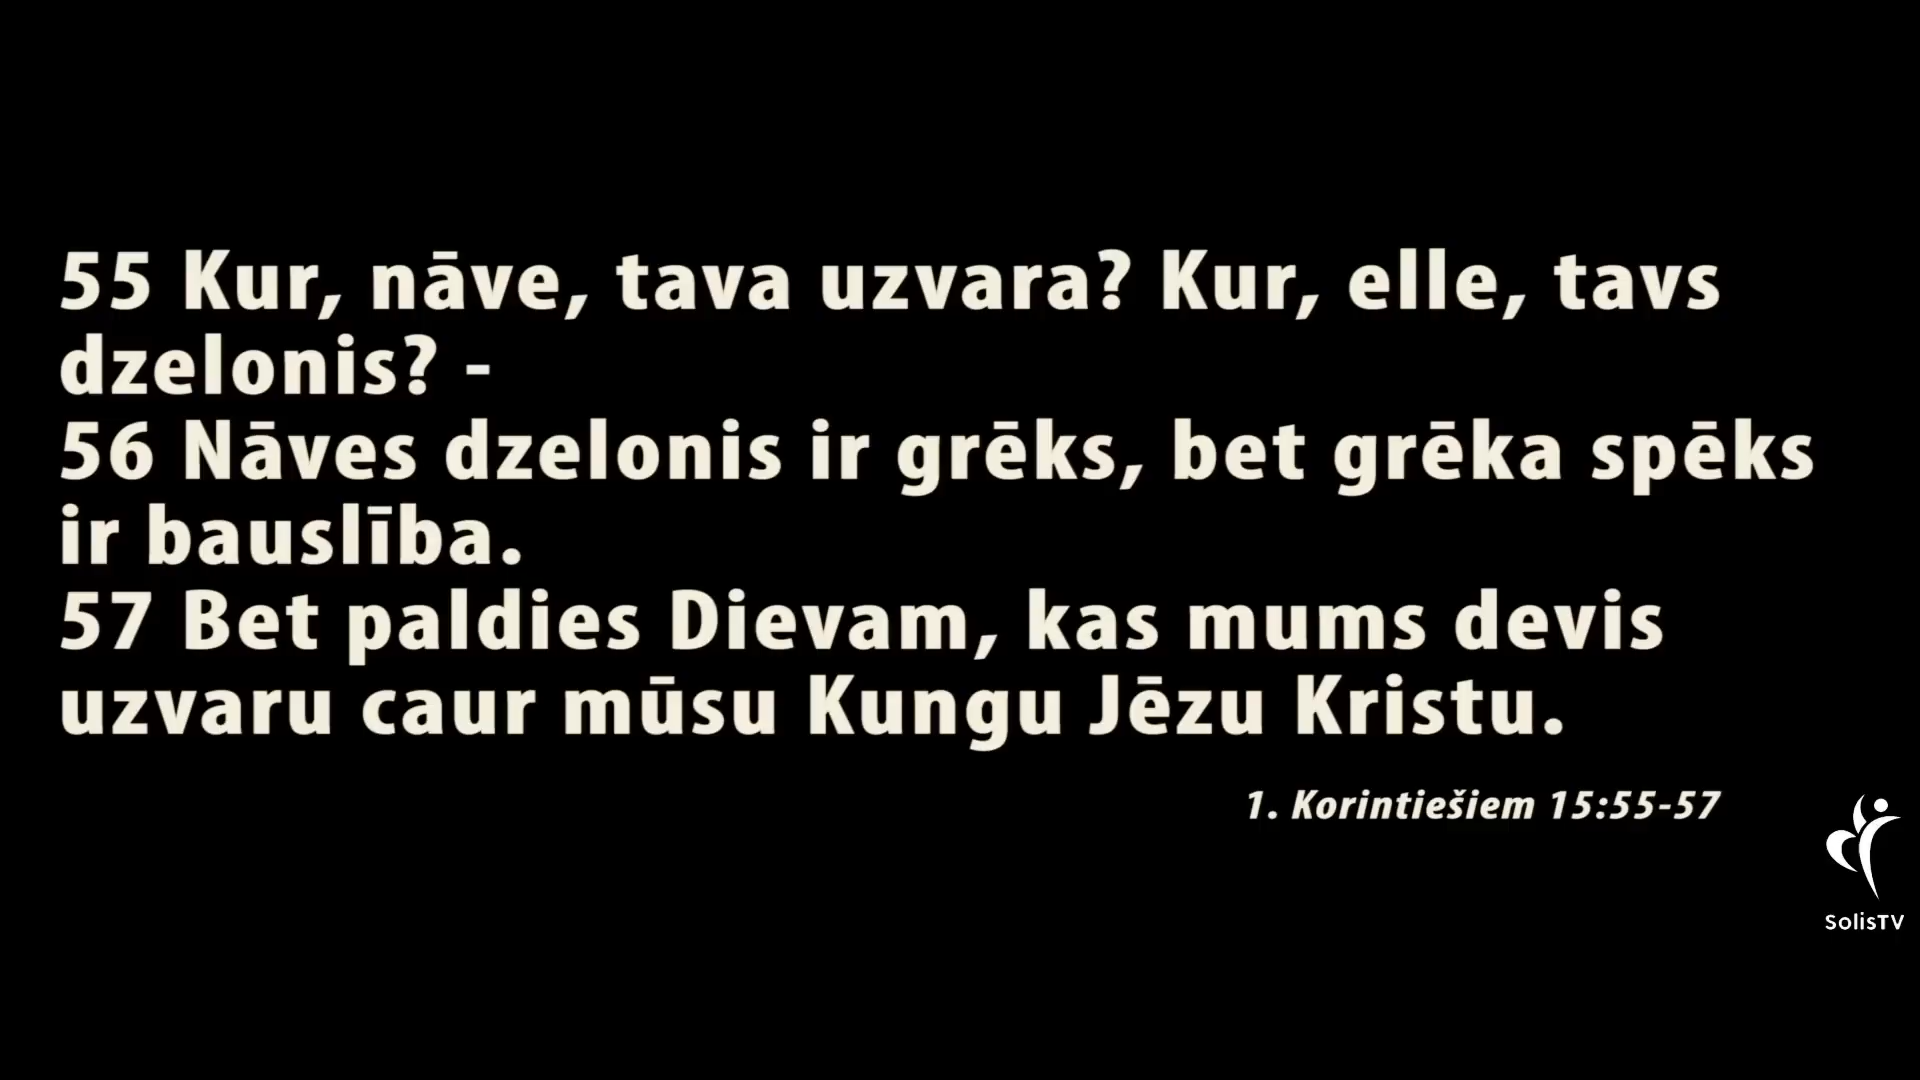 55 Kur, nāve, tava uzvara? Kur, elle, tavs
dzelonis? -
56 Nāves dzelonis ir grēks, bet grēka spēks
ir bauslība.
57 Bet paldies Dievam, kas mums devis
uzvaru caur mūsu Kungu Jēzu Kristu.
1. Korintiešiem 15:55-57
SolisTV